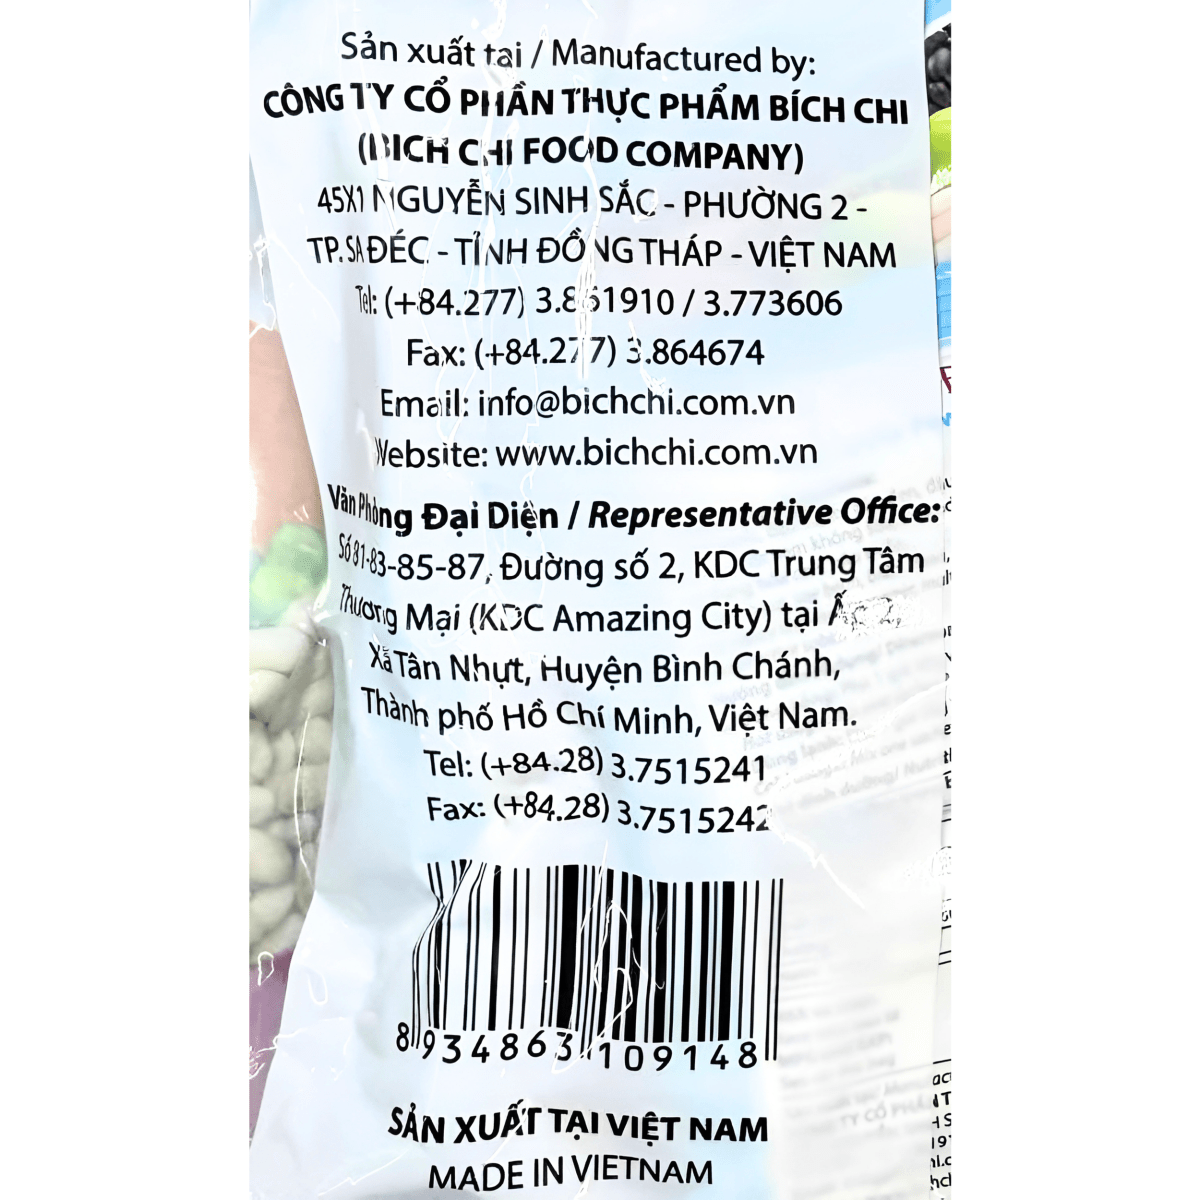 Sản xuất tại / Manufactured by:
CÔNG TY CỔ PHẦN THỰC PHẨM BÍCH CHI
(BICH CHI FOOD COMPANY)
45X1 NGUYỄN SINH SẮC - PHƯỜNG 2 -
TP. SA ĐÉC - TỈNH ĐỒNG THÁP - VIỆT NAM
Tel: (+84.277) 3.861910 / 3.773606
Fax: (+84.277) 3.864674
Email: info@bichchi.com.vn
Website: www.bichchi.com.vn
Văn Phòng Đại Diện / Representative Office:
Số 81-83-85-87, Đường số 2, KDC Trung Tâm
Thương Mại (KDC Amazing City) tại Ấp 2,
Xã Tân Nhựt, Huyện Bình Chánh,
Thành phố Hồ Chí Minh, Việt Nam.
Tel: (+84.28) 3.7515241
Fax: (+84.28) 3.7515242
8 934863 109148
SẢN XUẤT TẠI VIỆT NAM
MADE IN VIETNAM